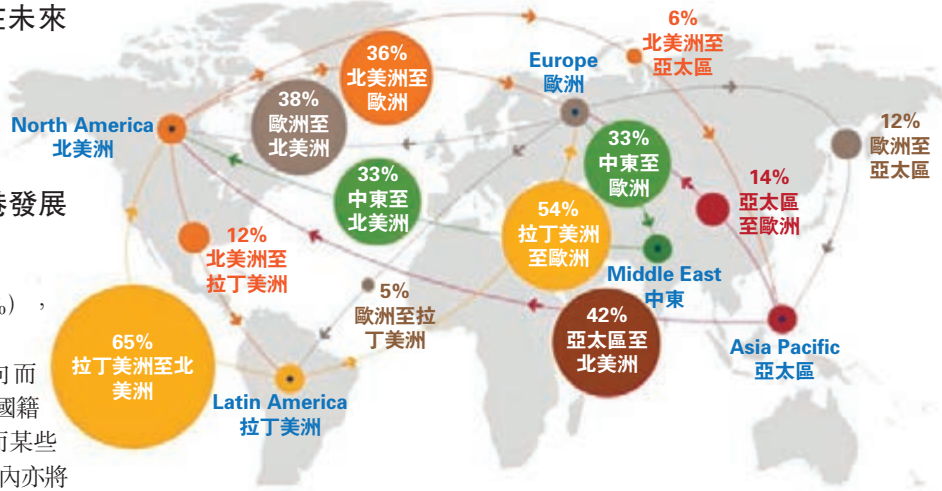 在未來
港發展
%),
向而
國籍
而某些
內亦將
North America
北美洲
38%
歐洲至
北美洲
36%
北美洲至
歐洲
Europe
歐洲
6%
北美洲至
亞太區
12%
歐洲至
亞太區
33%
中東至
北美洲
33%
中東至
歐洲
14%
亞太區
至歐洲
54%
拉丁美洲
至歐洲
Middle East
中東
12%
北美洲至
拉丁美洲
5%
歐洲至拉
丁美洲
42%
亞太區至
北美洲
Asia Pacific
亞太區
65%
拉丁美洲至北
美洲
Latin America
拉丁美洲